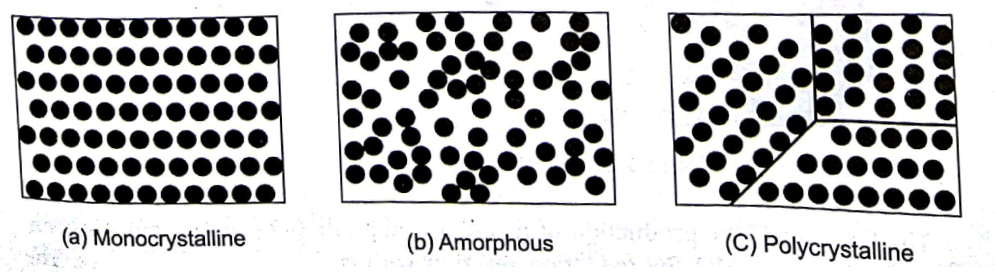 (a) Monocrystalline
(b) Amorphous
(C) Polycrystalline